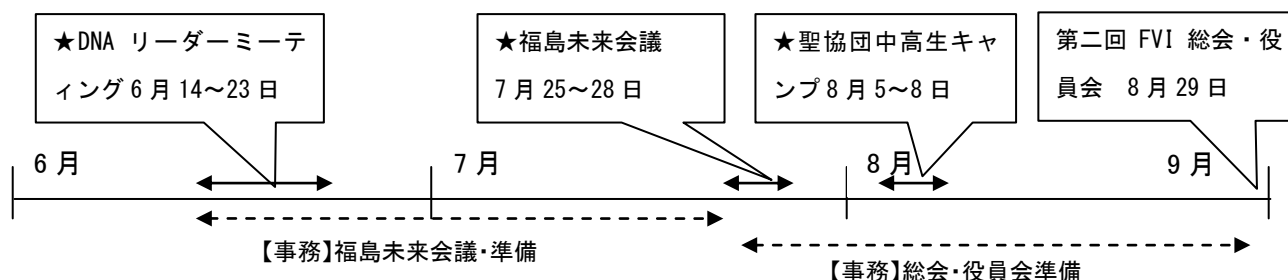 ★DNA リーダーミーテ
ィング 6 月 14～23 日
★福島未来会議
7 月 25～28 日
★聖協団中高生キャ
ンプ 8 月 5～8 日
第二回 FVI 総会・役
員会 8 月 29 日
6 月
7 月
8 月
9 月
【事務】福島未来会議・準備
【事務】総会・役員会準備